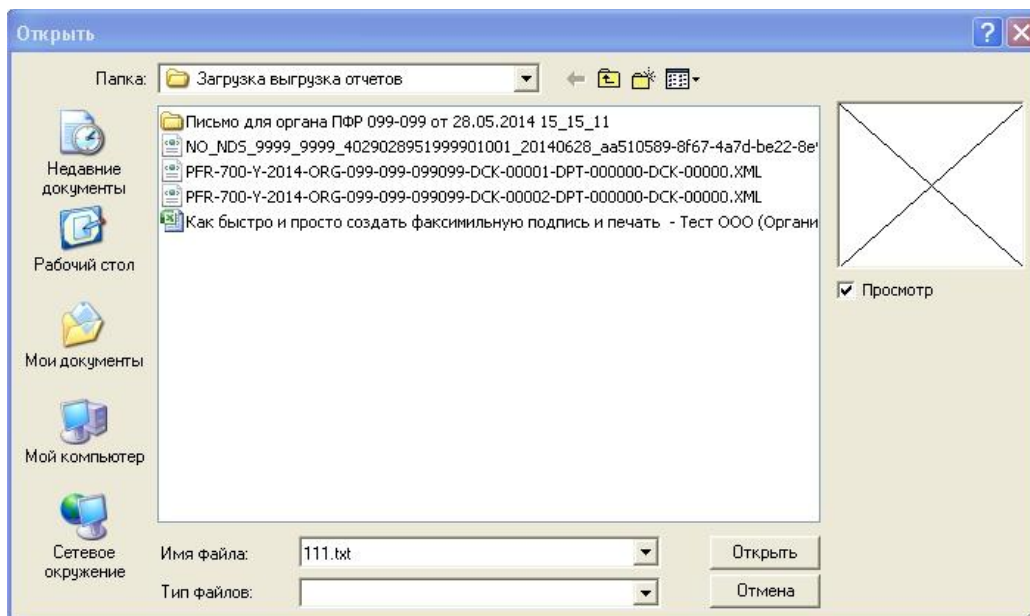 Открыть
Папка: Загрузка выгрузка отчетов
Письмо для органа ПФР 099-099 от 28.05.2014 15_15_11
NO_NDS_9999_9999_4029028951999901001_20140628_aa510589-8f67-4a7d-be22-8e
PFR-700-Y-2014-ORG-099-099-099099-DCK-00001-DPT-000000-DCK-00000.XML
PFR-700-Y-2014-ORG-099-099-099099-DCK-00002-DPT-000000-DCK-00000.XML
Как быстро и просто создать факсимильную подпись и печать - Тест ООО (Органи
Недавние
документы
Рабочий стол
Мои документы
Мой компьютер
Сетевое
окружение
Просмотр
Имя файла: 111.txt Открыть
Тип файлов: Отмена